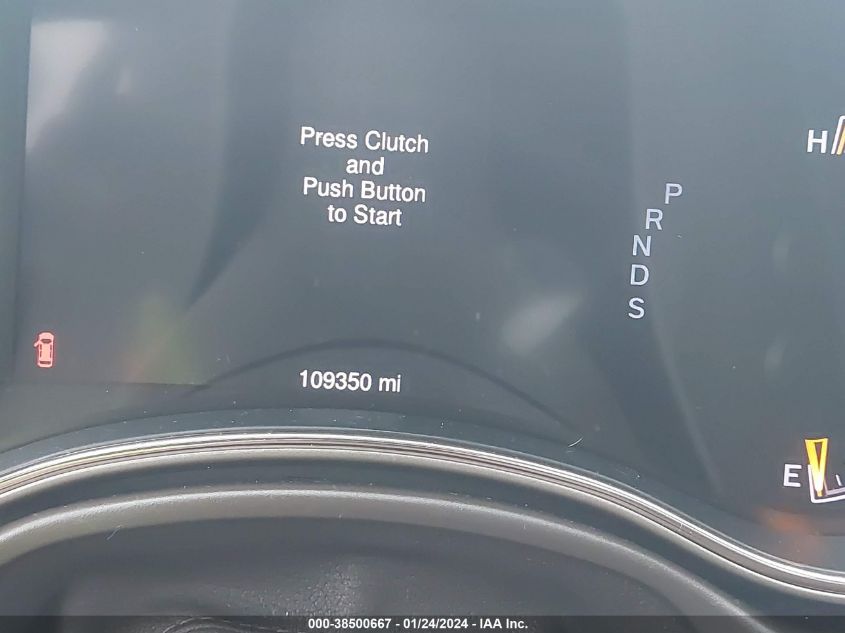 Press Clutch
and
Push Button
to Start
P
R
N
D
S
H
109350 mi
E
000-38500667 - 01/24/2024 - IAA Inc.